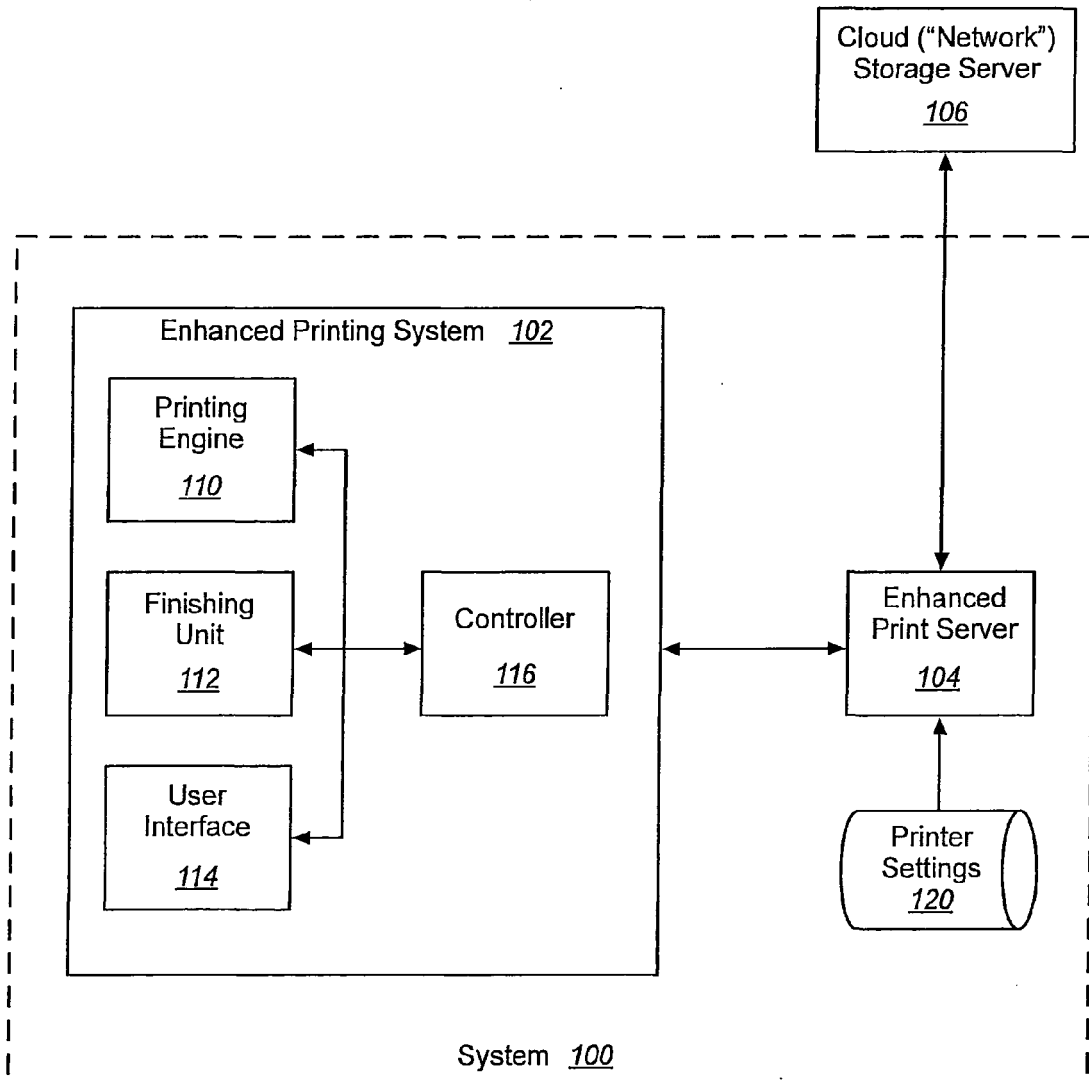 Cloud ("Network")
Storage Server
106
Enhanced Printing System 102
Printing
Engine
110
Finishing
Unit
112
Controller
116
Enhanced
Print Server
104
User
Interface
114
Printer
Settings
120
System 100